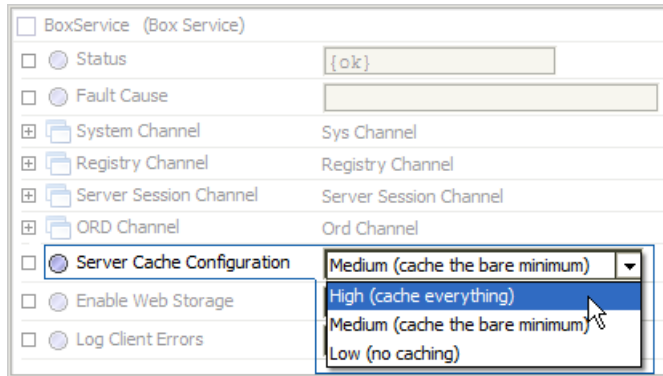 BoxService (Box Service)
Status {ok}
Fault Cause
System Channel Sys Channel
Registry Channel Registry Channel
Server Session Channel Server Session Channel
ORD Channel Ord Channel
Server Cache Configuration Medium (cache the bare minimum)
Enable Web Storage High (cache everything)
Medium (cache the bare minimum)
Log Client Errors Low (no caching)